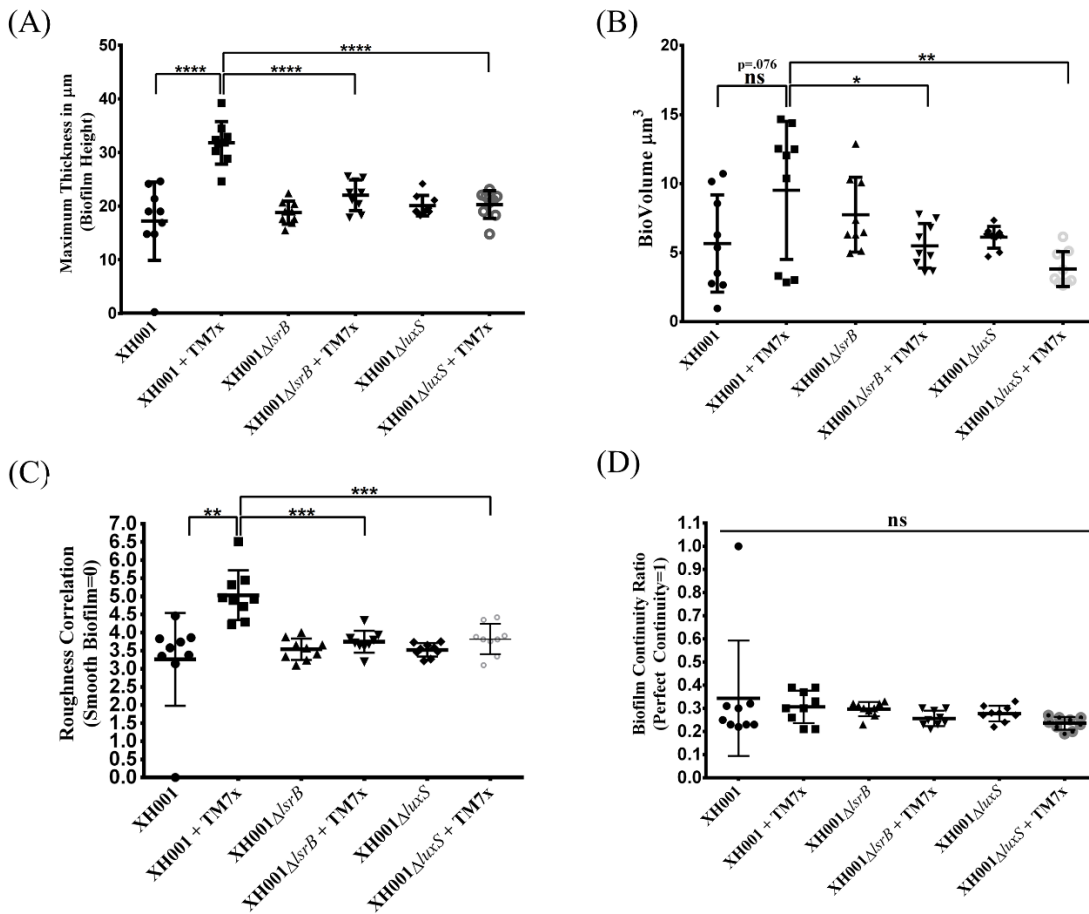 (A)
Maximum Thickness in μm
(Biofilm Height)
50
40
30
20
10
0
****
****
****
XH001
XH001 + TM7x
XH001ΔlsrB
XH001ΔlsrB + TM7x
XH001ΔluxS
XH001ΔluxS + TM7x
(B)
BioVolume μm³
20
15
10
5
0
p=.076
ns
*
**
XH001
XH001 + TM7x
XH001ΔlsrB
XH001ΔlsrB + TM7x
XH001ΔluxS
XH001ΔluxS + TM7x
(C)
Roughness Correlation
(Smooth Biofilm=0)
7.0
6.5
6.0
5.5
5.0
4.5
4.0
3.5
3.0
2.5
2.0
1.5
1.0
0.5
0.0
**
***
***
XH001
XH001 + TM7x
XH001ΔlsrB
XH001ΔlsrB + TM7x
XH001ΔluxS
XH001ΔluxS + TM7x
(D)
Biofilm Continuity Ratio
(Perfect Continuity=1)
1.1
1.0
0.9
0.8
0.7
0.6
0.5
0.4
0.3
0.2
0.1
0.0
ns
XH001
XH001 + TM7x
XH001ΔlsrB
XH001ΔlsrB + TM7x
XH001ΔluxS
XH001ΔluxS + TM7x